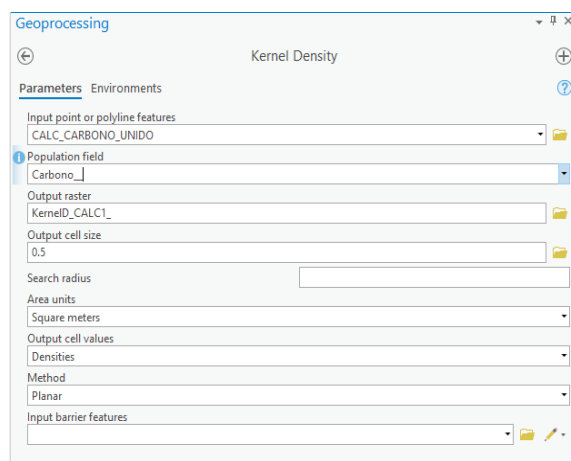 Geoprocessing
Kernel Density
Parameters Environments
Input point or polyline features
CALC_CARBONO_UNIDO
Population field
Carbono__
Output raster
KernelD_CALC1_
Output cell size
0.5
Search radius
Area units
Square meters
Output cell values
Densities
Method
Planar
Input barrier features